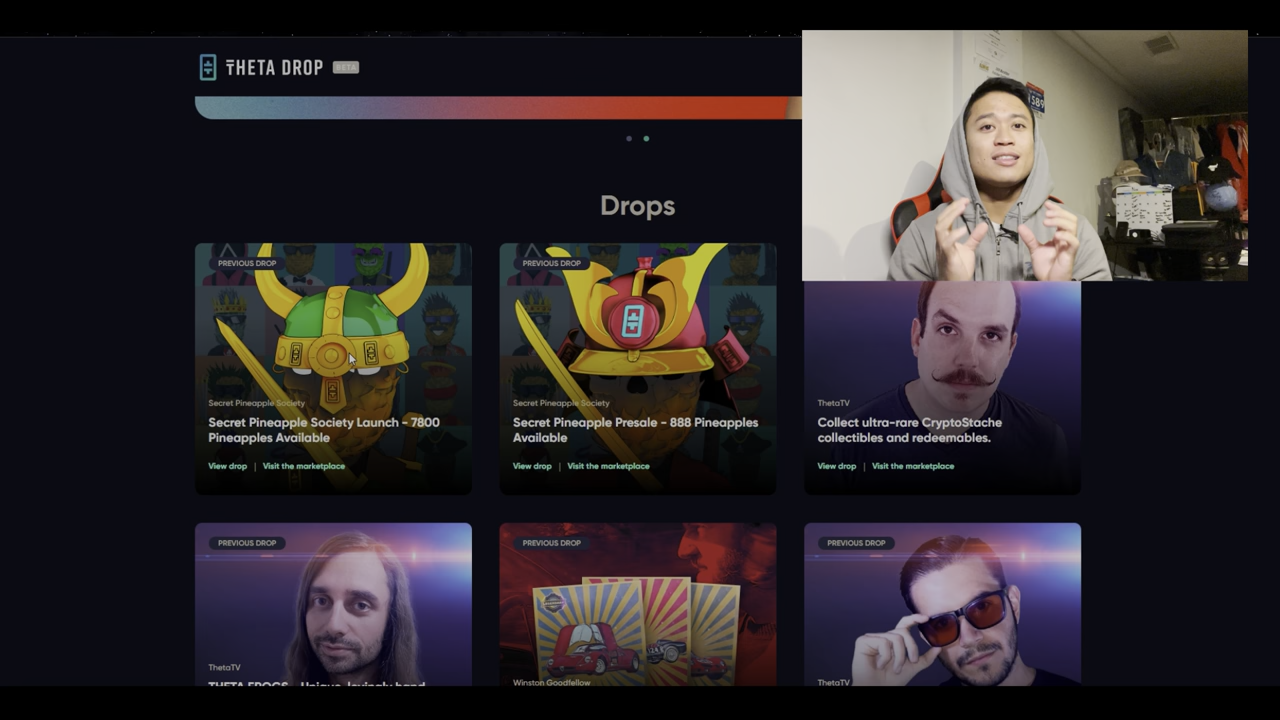 THETA DROP BETA
Drops
PREVIOUS DROP
Secret Pineapple Society
Secret Pineapple Society Launch - 7800
Pineapples Available
View drop | Visit the marketplace
PREVIOUS DROP
Secret Pineapple Society
Secret Pineapple Presale - 888 Pineapples
Available
View drop | Visit the marketplace
ThetaTV
Collect ultra-rare CryptoStache
collectibles and redeemables.
View drop | Visit the marketplace
PREVIOUS DROP
ThetaTV
PREVIOUS DROP
Winston Goodfellow
PREVIOUS DROP
ThetaTV